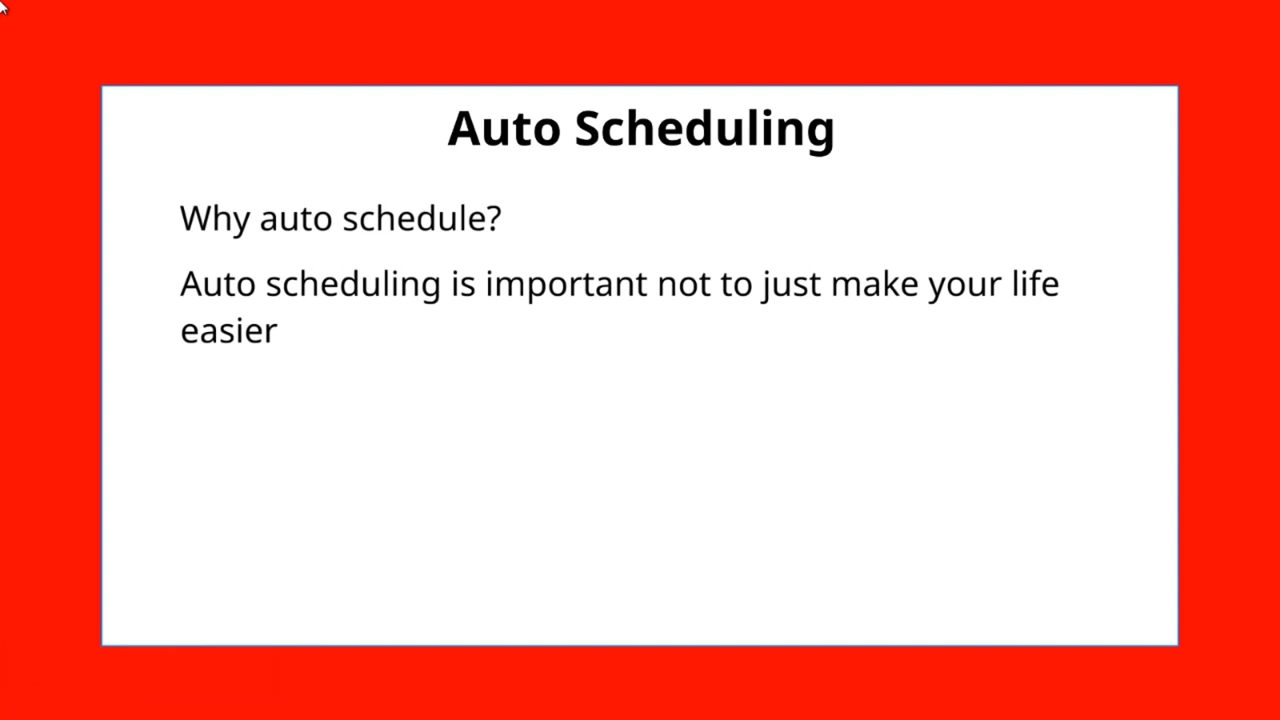 Auto Scheduling
Why auto schedule?
Auto scheduling is important not to just make your life
easier